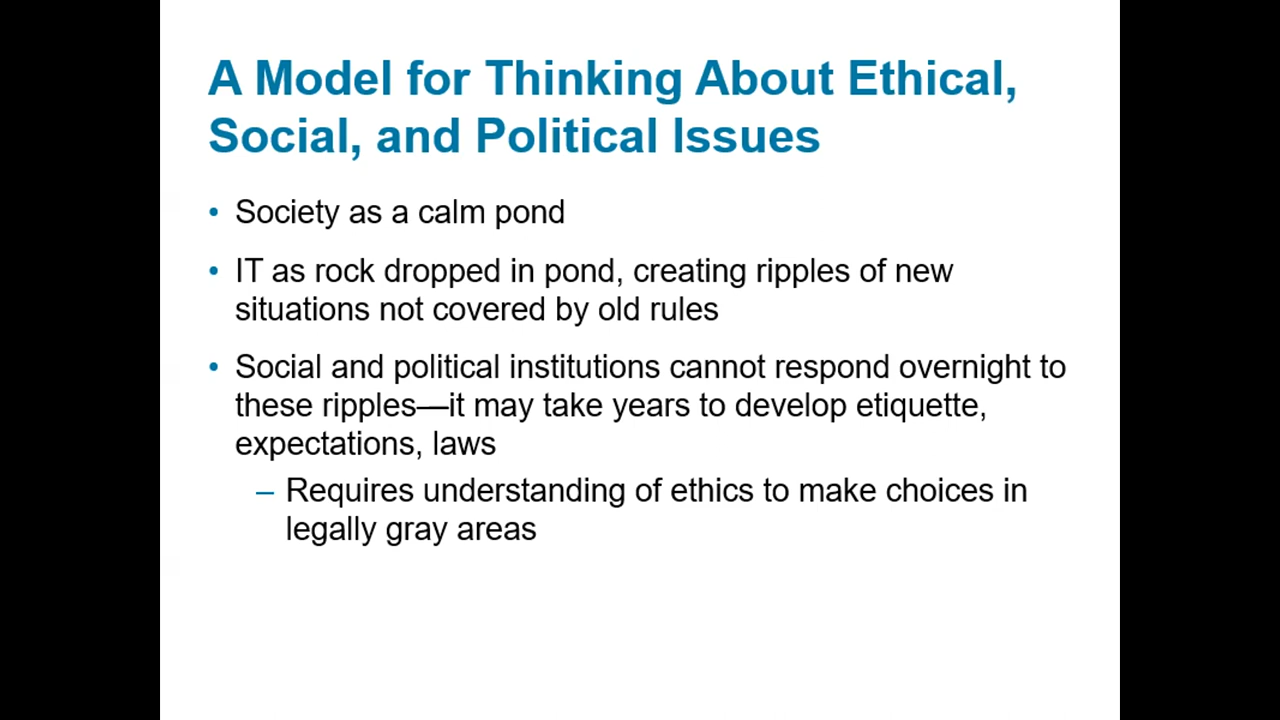 A Model for Thinking About Ethical,
Social, and Political Issues
• Society as a calm pond
• IT as rock dropped in pond, creating ripples of new
situations not covered by old rules
• Social and political institutions cannot respond overnight to
these ripples—it may take years to develop etiquette,
expectations, laws
– Requires understanding of ethics to make choices in
legally gray areas